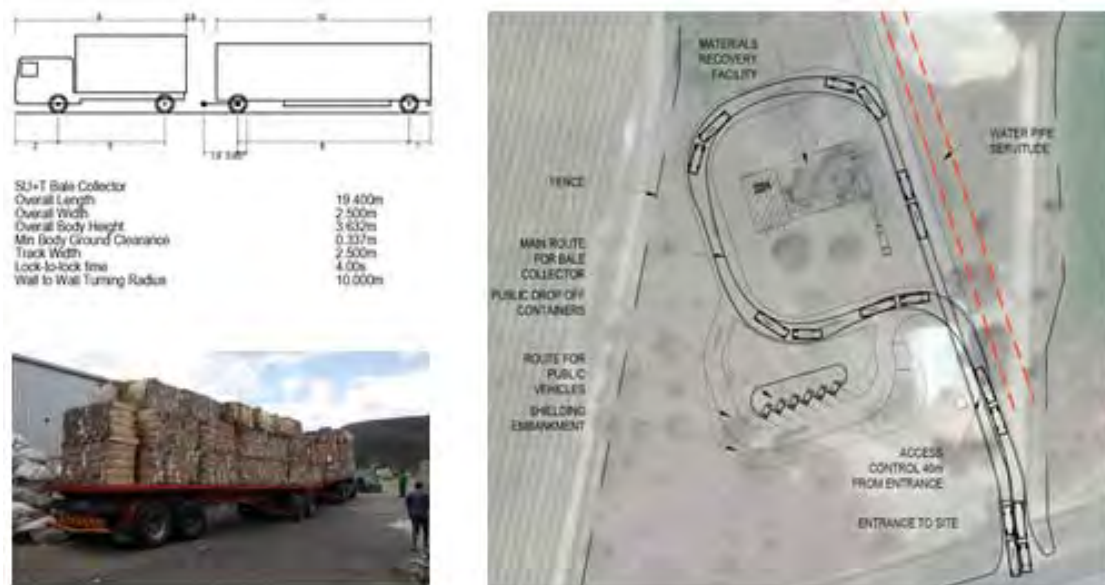 10
SU+T Bale Collector
Overall Length 19.400m
Overall Width 2.500m
Overall Body Height 3.632m
Min Body Ground Clearance 0.337m
Track Width 2.500m
Lock-to-lock time 4.00s
Wall to Wall Turning Radius 10.000m
MATERIALS
RECOVERY
FACILITY
WATER PIPE
SERVITUDE
FENCE
MAIN ROUTE
FOR BALE
COLLECTOR
PUBLIC DROP OFF
CONTAINERS
ROUTE FOR
PUBLIC
VEHICLES
SHIELDING
EMBANKMENT
ACCESS
CONTROL 40m
FROM ENTRANCE
ENTRANCE TO SITE